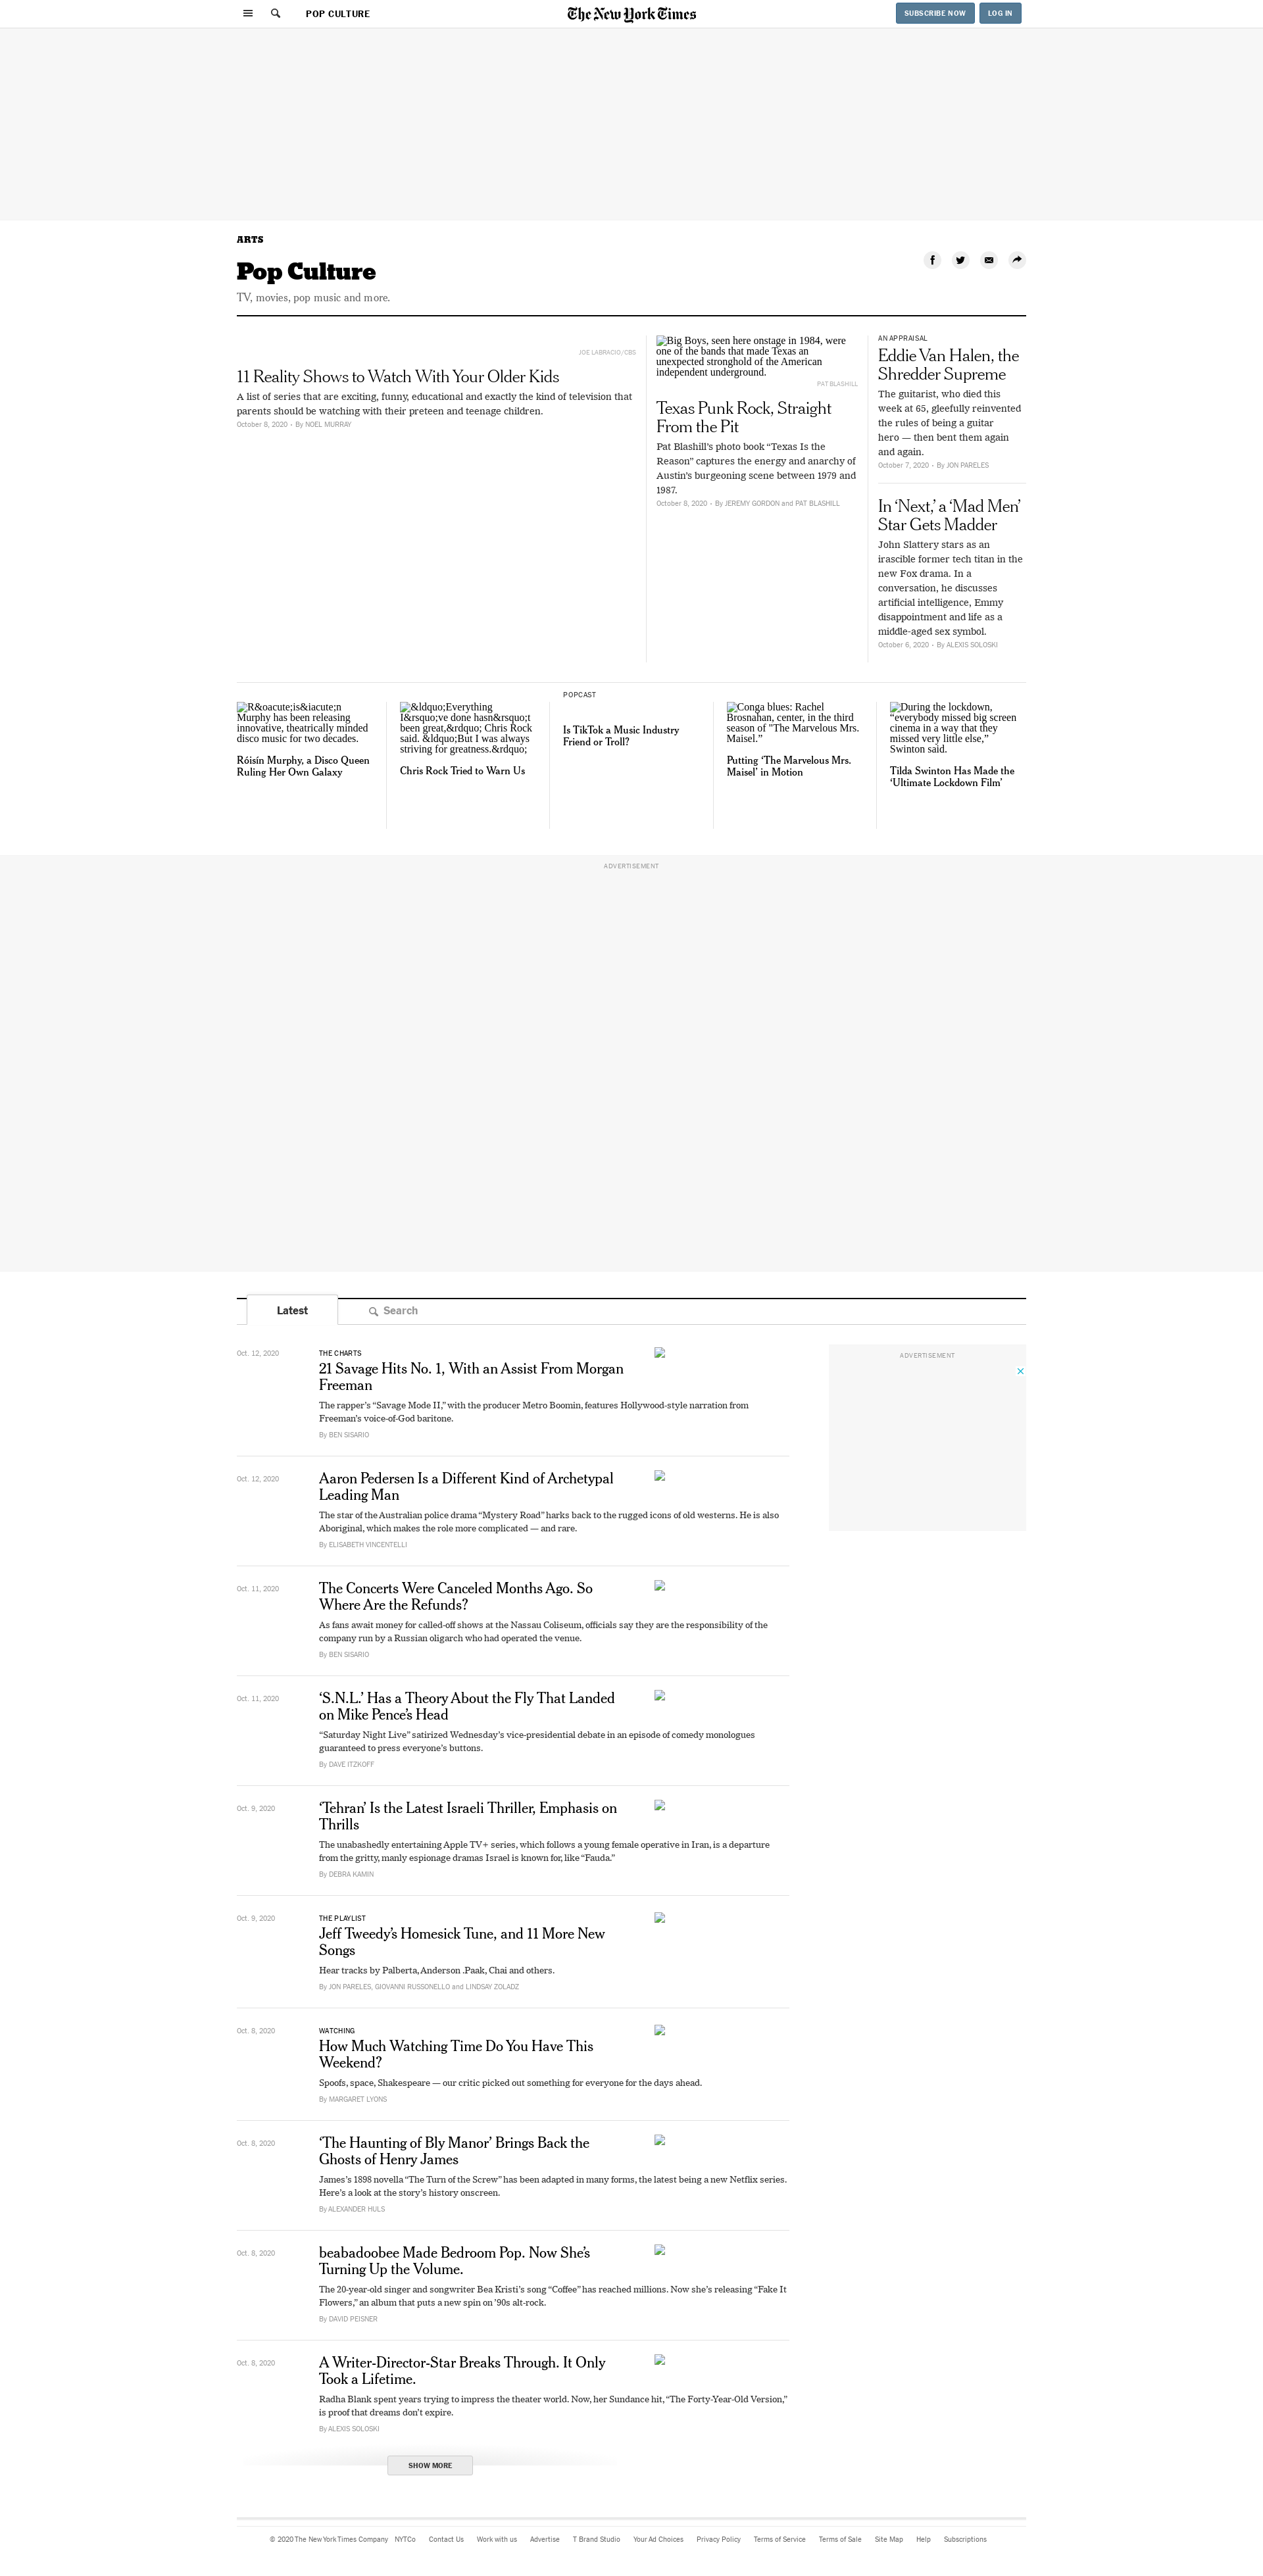 POP CULTURE
The New York Times
SUBSCRIBE NOW
LOG IN
ARTS
Pop Culture
TV, movies, pop music and more.
JOE LABRACIO/CBS
11 Reality Shows to Watch With Your Older Kids
A list of series that are exciting, funny, educational and exactly the kind of television that
parents should be watching with their preteen and teenage children.
October 8, 2020 • By NOEL MURRAY
Big Boys, seen here onstage in 1984, were
one of the bands that made Texas an
unexpected stronghold of the American
independent underground.
PAT BLASHILL
Texas Punk Rock, Straight
From the Pit
Pat Blashill’s photo book “Texas Is the
Reason” captures the energy and anarchy of
Austin’s burgeoning scene between 1979 and
1987.
October 8, 2020 • By JEREMY GORDON and PAT BLASHILL
AN APPRAISAL
Eddie Van Halen, the
Shredder Supreme
The guitarist, who died this
week at 65, gleefully reinvented
the rules of being a guitar
hero — then bent them again
and again.
October 7, 2020 • By JON PARELES
In ‘Next,’ a ‘Mad Men’
Star Gets Madder
John Slattery stars as an
irascible former tech titan in the
new Fox drama. In a
conversation, he discusses
artificial intelligence, Emmy
disappointment and life as a
middle-aged sex symbol.
October 6, 2020 • By ALEXIS SOLOSKI
R&oacute;is&iacute;n
Murphy has been releasing
innovative, theatrically minded
disco music for two decades.
Róisín Murphy, a Disco Queen
Ruling Her Own Galaxy
&ldquo;Everything
I&rsquo;ve done hasn&rsquo;t
been great,&rdquo; Chris Rock
said. &ldquo;But I was always
striving for greatness.&rdquo;
Chris Rock Tried to Warn Us
POPCAST
Is TikTok a Music Industry
Friend or Troll?
Conga blues: Rachel
Brosnahan, center, in the third
season of "The Marvelous Mrs.
Maisel.”
Putting ‘The Marvelous Mrs.
Maisel’ in Motion
During the lockdown,
“everybody missed big screen
cinema in a way that they
missed very little else,”
Swinton said.
Tilda Swinton Has Made the
‘Ultimate Lockdown Film’
ADVERTISEMENT
Latest
Search
ADVERTISEMENT
Oct. 12, 2020
THE CHARTS
21 Savage Hits No. 1, With an Assist From Morgan
Freeman
The rapper’s “Savage Mode II,” with the producer Metro Boomin, features Hollywood-style narration from
Freeman’s voice-of-God baritone.
By BEN SISARIO
Oct. 12, 2020
Aaron Pedersen Is a Different Kind of Archetypal
Leading Man
The star of the Australian police drama “Mystery Road” harks back to the rugged icons of old westerns. He is also
Aboriginal, which makes the role more complicated — and rare.
By ELISABETH VINCENTELLI
Oct. 11, 2020
The Concerts Were Canceled Months Ago. So
Where Are the Refunds?
As fans await money for called-off shows at the Nassau Coliseum, officials say they are the responsibility of the
company run by a Russian oligarch who had operated the venue.
By BEN SISARIO
Oct. 11, 2020
‘S.N.L.’ Has a Theory About the Fly That Landed
on Mike Pence’s Head
“Saturday Night Live” satirized Wednesday’s vice-presidential debate in an episode of comedy monologues
guaranteed to press everyone’s buttons.
By DAVE ITZKOFF
Oct. 9, 2020
‘Tehran’ Is the Latest Israeli Thriller, Emphasis on
Thrills
The unabashedly entertaining Apple TV+ series, which follows a young female operative in Iran, is a departure
from the gritty, manly espionage dramas Israel is known for, like “Fauda.”
By DEBRA KAMIN
Oct. 9, 2020
THE PLAYLIST
Jeff Tweedy’s Homesick Tune, and 11 More New
Songs
Hear tracks by Palberta, Anderson .Paak, Chai and others.
By JON PARELES, GIOVANNI RUSSONELLO and LINDSAY ZOLADZ
Oct. 8, 2020
WATCHING
How Much Watching Time Do You Have This
Weekend?
Spoofs, space, Shakespeare — our critic picked out something for everyone for the days ahead.
By MARGARET LYONS
Oct. 8, 2020
‘The Haunting of Bly Manor’ Brings Back the
Ghosts of Henry James
James’s 1898 novella “The Turn of the Screw” has been adapted in many forms, the latest being a new Netflix series.
Here’s a look at the story’s history onscreen.
By ALEXANDER HULS
Oct. 8, 2020
beabadoobee Made Bedroom Pop. Now She’s
Turning Up the Volume.
The 20-year-old singer and songwriter Bea Kristi’s song “Coffee” has reached millions. Now she’s releasing “Fake It
Flowers,” an album that puts a new spin on ’90s alt-rock.
By DAVID PEISNER
Oct. 8, 2020
A Writer-Director-Star Breaks Through. It Only
Took a Lifetime.
Radha Blank spent years trying to impress the theater world. Now, her Sundance hit, “The Forty-Year-Old Version,”
is proof that dreams don’t expire.
By ALEXIS SOLOSKI
SHOW MORE
© 2020 The New York Times Company NYTCo Contact Us Work with us Advertise T Brand Studio Your Ad Choices Privacy Policy Terms of Service Terms of Sale Site Map Help Subscriptions